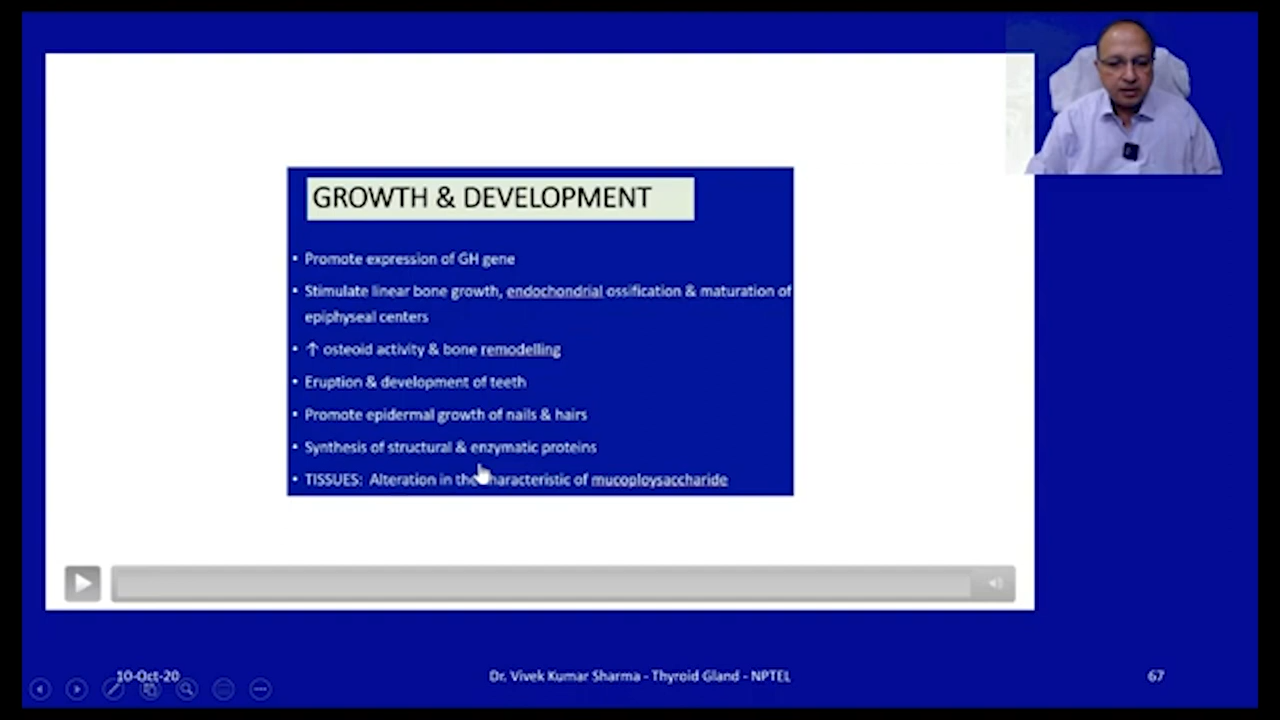 GROWTH & DEVELOPMENT
• Promote expression of GH gene
• Stimulate linear bone growth, endochondrial ossification & maturation of
epiphyseal centers
• ↑ osteoid activity & bone remodelling
• Eruption & development of teeth
• Promote epidermal growth of nails & hairs
• Synthesis of structural & enzymatic proteins
• TISSUES: Alteration in the characteristic of mucoploysaccharide
10-Oct-20
Dr. Vivek Kumar Sharma - Thyroid Gland - NPTEL
67